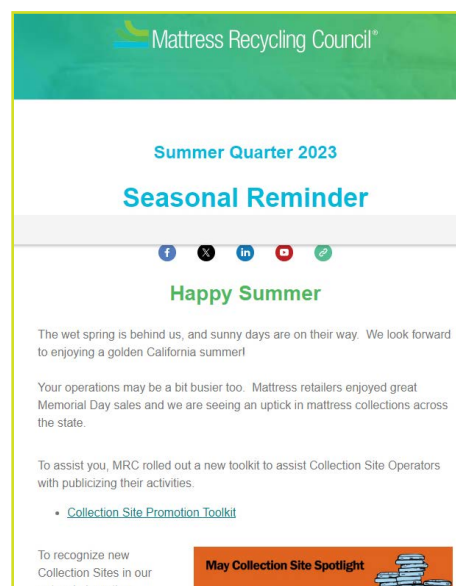 Mattress Recycling Council®
Summer Quarter 2023
Seasonal Reminder
Happy Summer
The wet spring is behind us, and sunny days are on their way. We look forward
to enjoying a golden California summer!
Your operations may be a bit busier too. Mattress retailers enjoyed great
Memorial Day sales and we are seeing an uptick in mattress collections across
the state.
To assist you, MRC rolled out a new toolkit to assist Collection Site Operators
with publicizing their activities.
• Collection Site Promotion Toolkit
To recognize new
Collection Sites in our
May Collection Site Spotlight